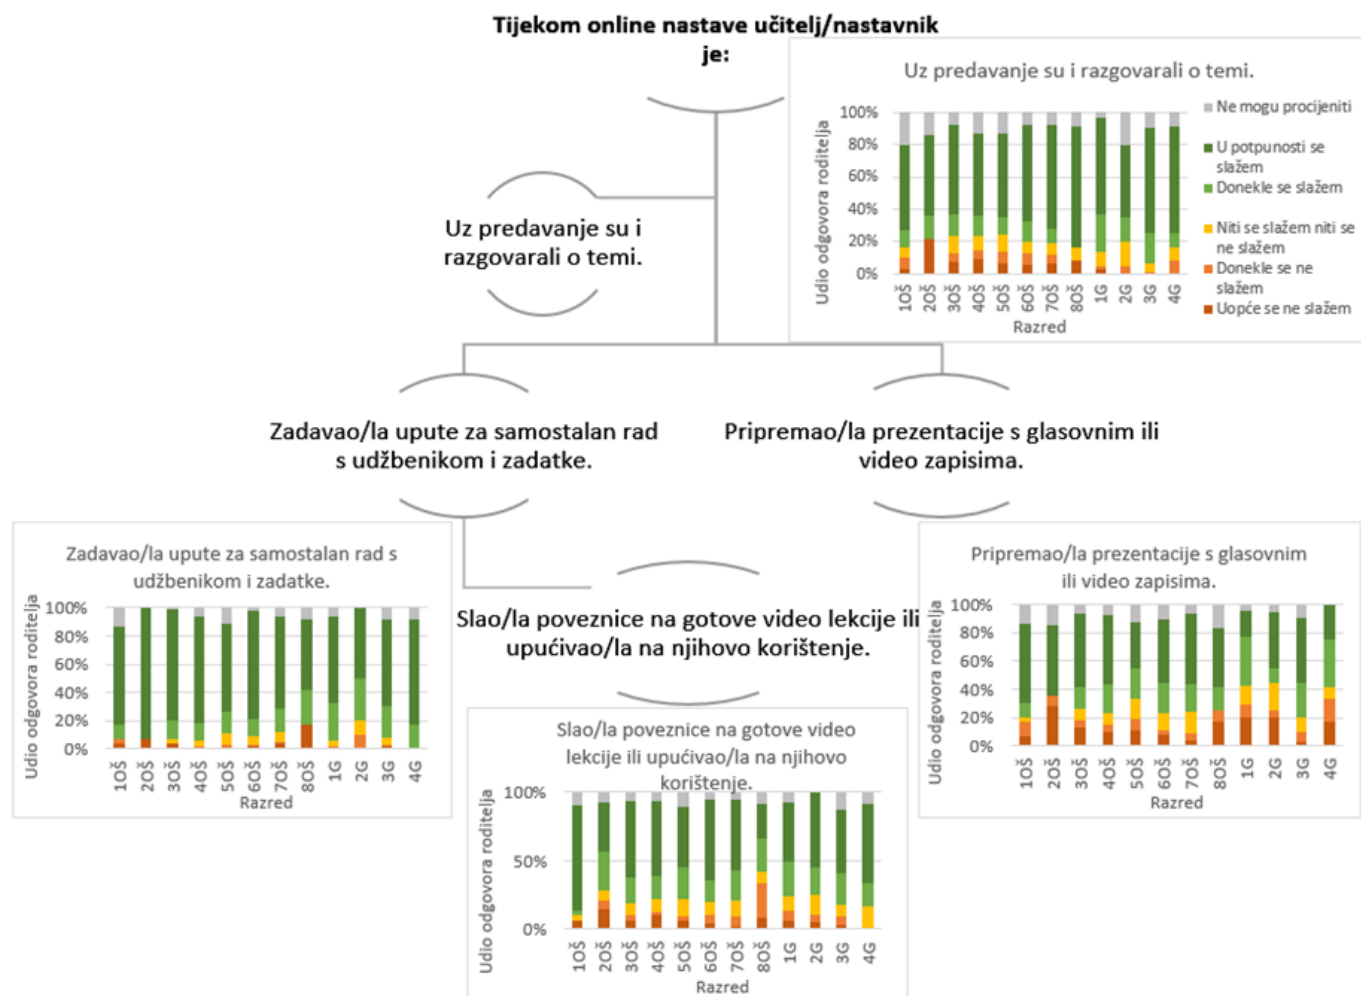 Tijekom online nastave učitelj/nastavnik
je:
Uz predavanje su i razgovarali o temi.
100%
80%
60%
40%
20%
0%
Udio odgovora roditelja
1OŠ
2OŠ
3OŠ
4OŠ
5OŠ
6OŠ
7OŠ
8OŠ
1G
2G
3G
4G
Razred
Ne mogu procijeniti
U potpunosti se
slažem
Donekle se slažem
Niti se slažem niti se
ne slažem
Donekle se ne
slažem
Uopće se ne slažem
Uz predavanje su i
razgovarali o temi.
Zadavao/la upute za samostalan rad
s udžbenikom i zadatke.
Pripremao/la prezentacije s glasovnim ili
video zapisima.
Zadavao/la upute za samostalan rad s
udžbenikom i zadatke.
100%
80%
60%
40%
20%
0%
Udio odgovora roditelja
1OŠ
2OŠ
3OŠ
4OŠ
5OŠ
6OŠ
7OŠ
8OŠ
1G
2G
3G
4G
Razred
Slao/la poveznice na gotove video lekcije ili
upućivao/la na njihovo korištenje.
Pripremao/la prezentacije s glasovnim
ili video zapisima.
100%
80%
60%
40%
20%
0%
Udio odgovora roditelja
1OŠ
2OŠ
3OŠ
4OŠ
5OŠ
6OŠ
7OŠ
8OŠ
1G
2G
3G
4G
Razred
Slao/la poveznice na gotove video
lekcije ili upućivao/la na njihovo
korištenje.
100%
50%
0%
Udio odgovora roditelja
1OŠ
2OŠ
3OŠ
4OŠ
5OŠ
6OŠ
7OŠ
8OŠ
1G
2G
3G
4G
Razred